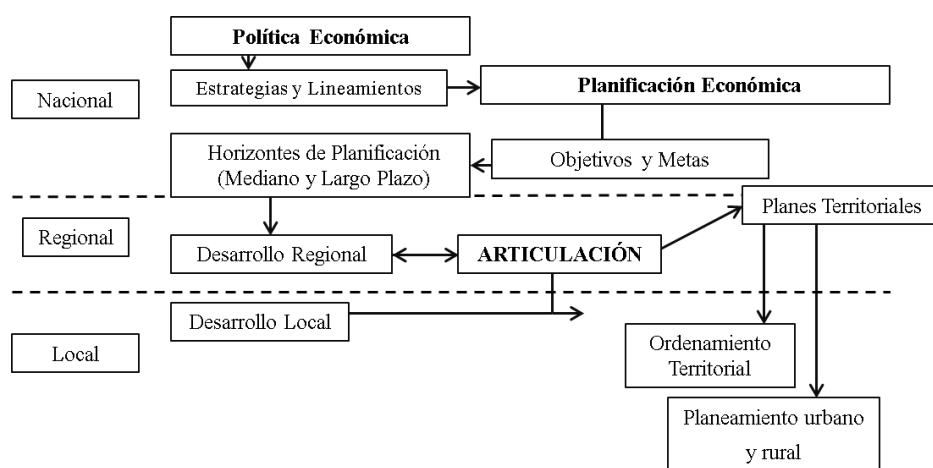 Política Económica
Nacional
Estrategias y Lineamientos
Planificación Económica
Horizontes de Planificación
(Mediano y Largo Plazo)
Objetivos y Metas
Planes Territoriales
Regional
Desarrollo Regional
ARTICULACIÓN
Desarrollo Local
Local
Ordenamiento
Territorial
Planeamiento urbano
y rural